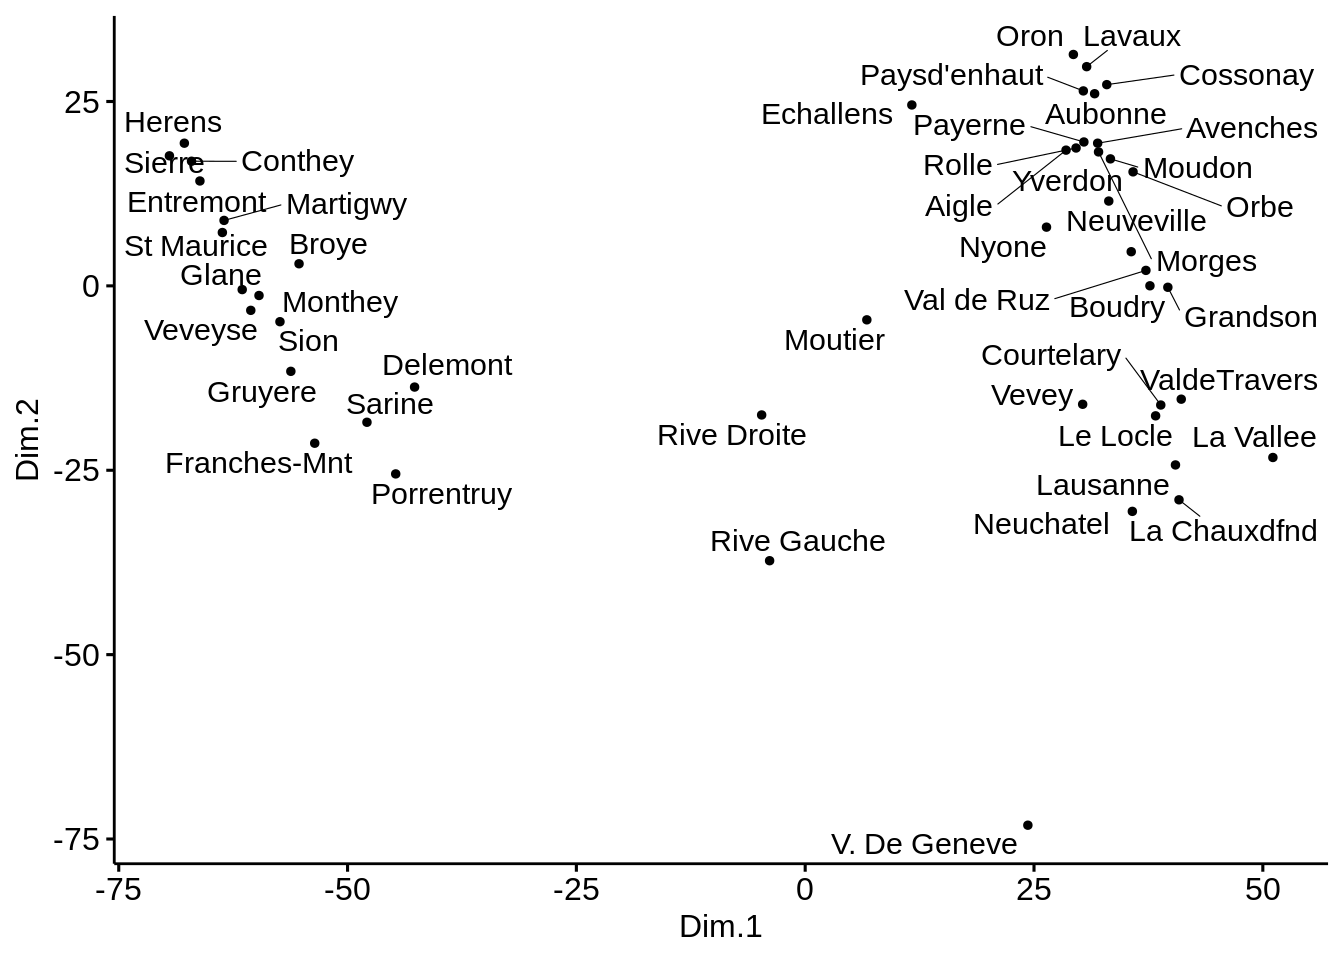 Oron Lavaux
Paysd'enhaut Cossonay
25
Echallens Aubonne
Herens Payerne Avenches
Sierre Conthey Rolle Moudon
Yverdon
Entremont Martigwy Aigle Orbe
Neuveville
St Maurice Broye Nyone
Morges
Glane
0
Monthey Val de Ruz Boudry
Grandson
Veveyse Sion Moutier
Courtelary
Delemont ValdeTravers
Gruyere Sarine Vevey
Rive Droite Le Locle La Vallee
Dim.2
-25
Franches-Mnt
Porrentruy Lausanne
Neuchatel La Chauxdfnd
Rive Gauche
-50
-75
V. De Geneve
-75 -50 -25 0 25 50
Dim.1